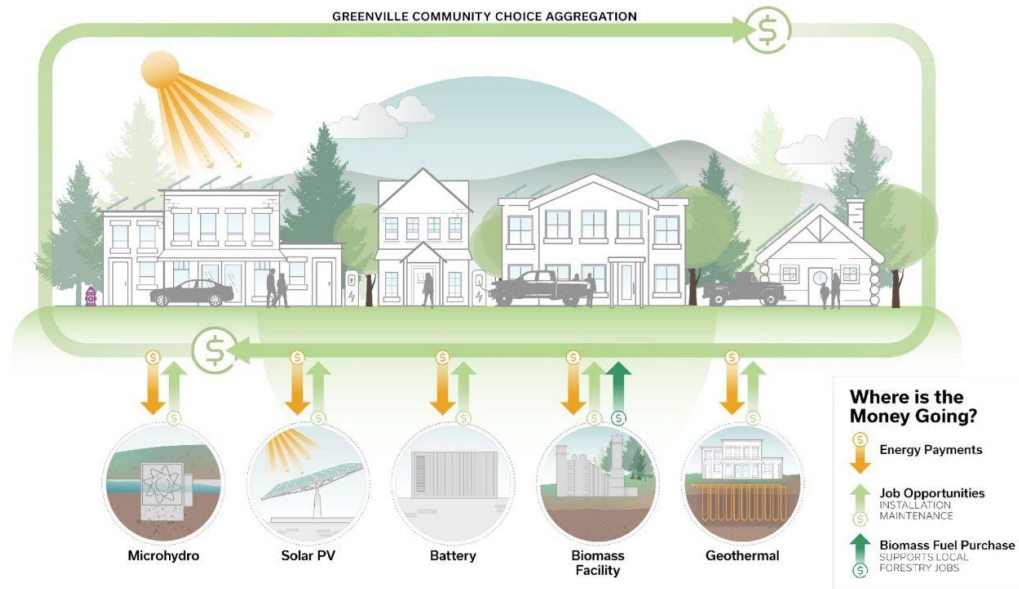 GREENVILLE COMMUNITY CHOICE AGGREGATION
$
$
$ $ $ $ $
$ $ $ $ $ $
Microhydro
Solar PV
Battery
Biomass
Facility
Geothermal
Where is the
Money Going?
$
Energy Payments
Job Opportunities
INSTALLATION
MAINTENANCE
$
Biomass Fuel Purchase
SUPPORTS LOCAL
FORESTRY JOBS
$